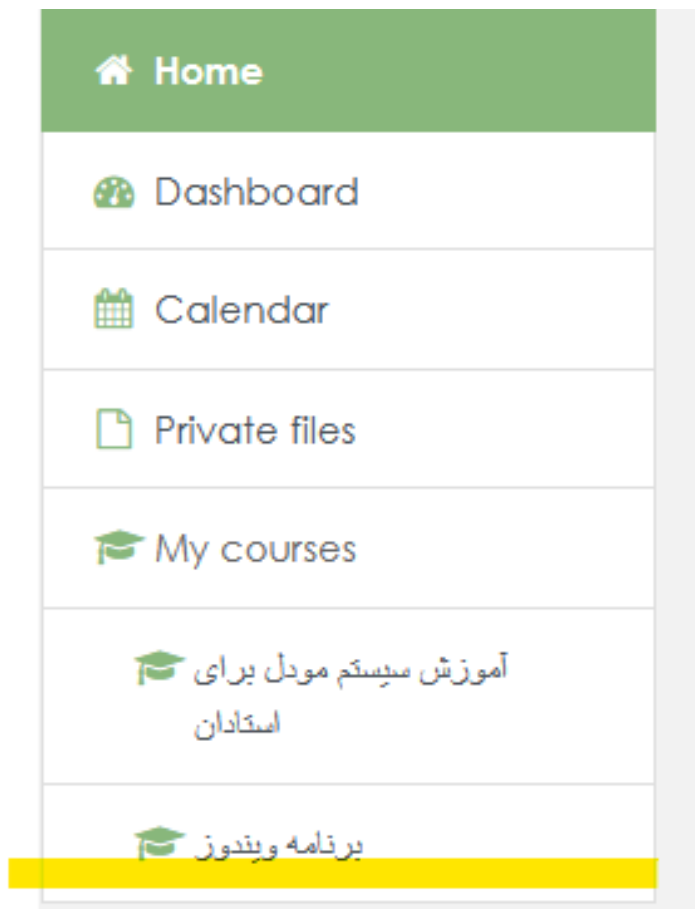 Home
Dashboard
Calendar
Private files
My courses
آموزش سیستم مودل برای
استادان
برنامه ویندوز